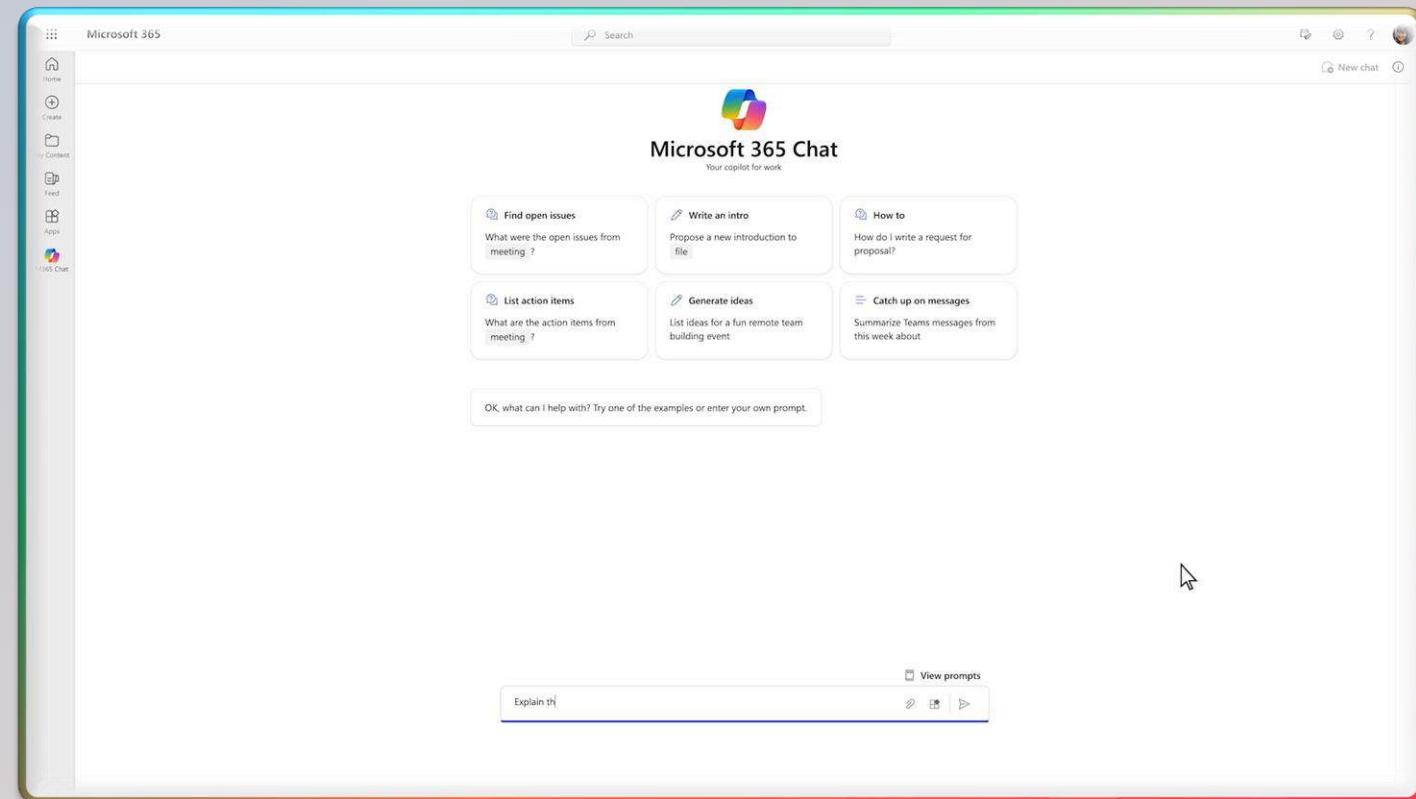 Microsoft 365
Search
?
Home
New chat
Create
My Content
Feed
Apps
M365 Chat
Microsoft 365 Chat
Your copilot for work
Find open issues
What were the open issues from
meeting ?
Write an intro
Propose a new introduction to
file
How to
How do I write a request for
proposal?
List action items
What are the action items from
meeting ?
Generate ideas
List ideas for a fun remote team
building event
Catch up on messages
Summarize Teams messages from
this week about
OK, what can I help with? Try one of the examples or enter your own prompt.
View prompts
Explain th